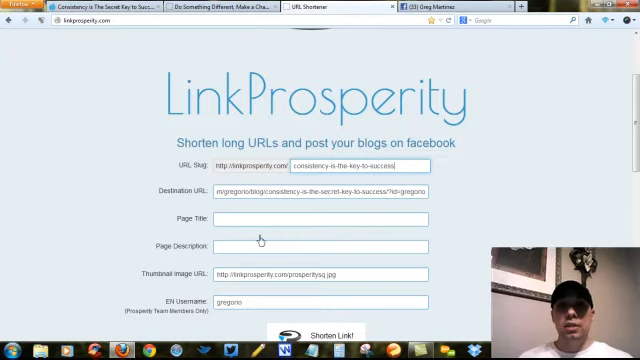 Firefox
Consistency is The Secret Key to Succ...
Do Something Different, Make a Cha...
URL Shortener
(33) Greg Martinez
linkprosperity.com
Google
LinkProsperity
Shorten long URLs and post your blogs on facebook
URL Slug: http://linkprosperity.com/ consistency-is-the-key-to-success
Destination URL: m/gregorio/blog/consistency-is-the-secret-key-to-success/?id=gregorio
Page Title:
Page Description:
Thumbnail Image URL: http://linkprosperity.com/prosperitysq.jpg
EN Username: gregorio
(Prosperity Team Members Only)
Shorten Link!